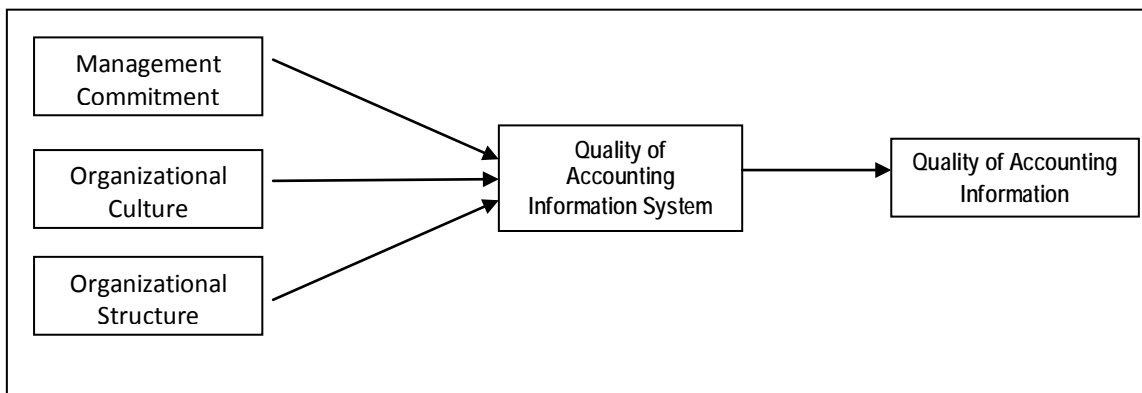 Management
Commitment
Organizational
Culture
Organizational
Structure
Quality of
Accounting
Information System
Quality of Accounting
Information